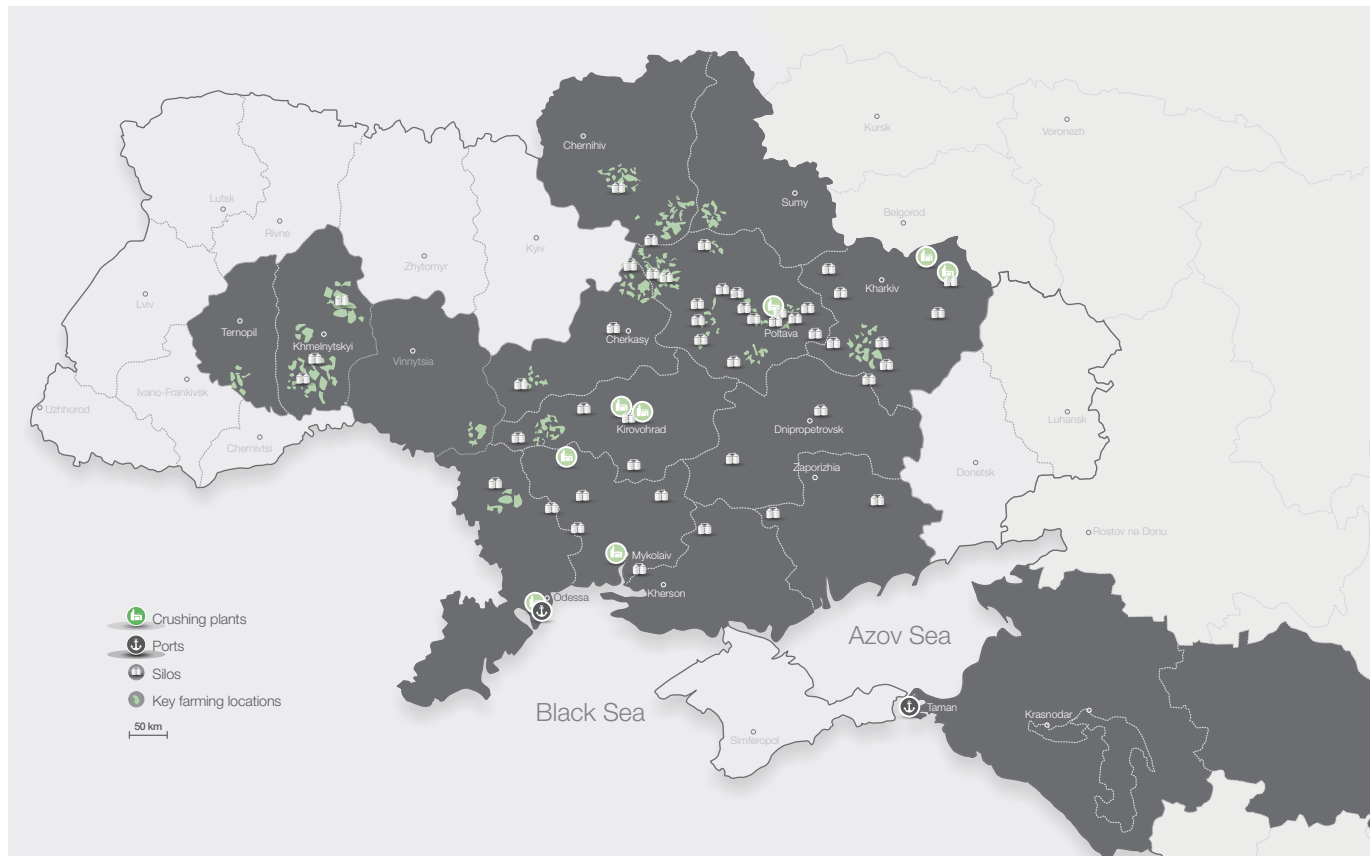 Kursk
Voronezh
Chernihiv
Sumy
Lutsk
Belgorod
Rivne
Kyiv
Zhytomyr
Kharkiv
Lviv
Ternopil
Cherkasy
Poltava
Khmelnytskyi
Vinnytsia
Ivano-Frankivsk
Uzhhorod
Luhansk
Kirovohrad
Dnipropetrovsk
Chernivtsi
Zaporizhia
Donetsk
Rostov na Donu
Mykolaiv
Kherson
Odessa
Crushing plants
Ports
Silos
Key farming locations
50 km
Azov Sea
Black Sea
Taman
Krasnodar
Simferopol